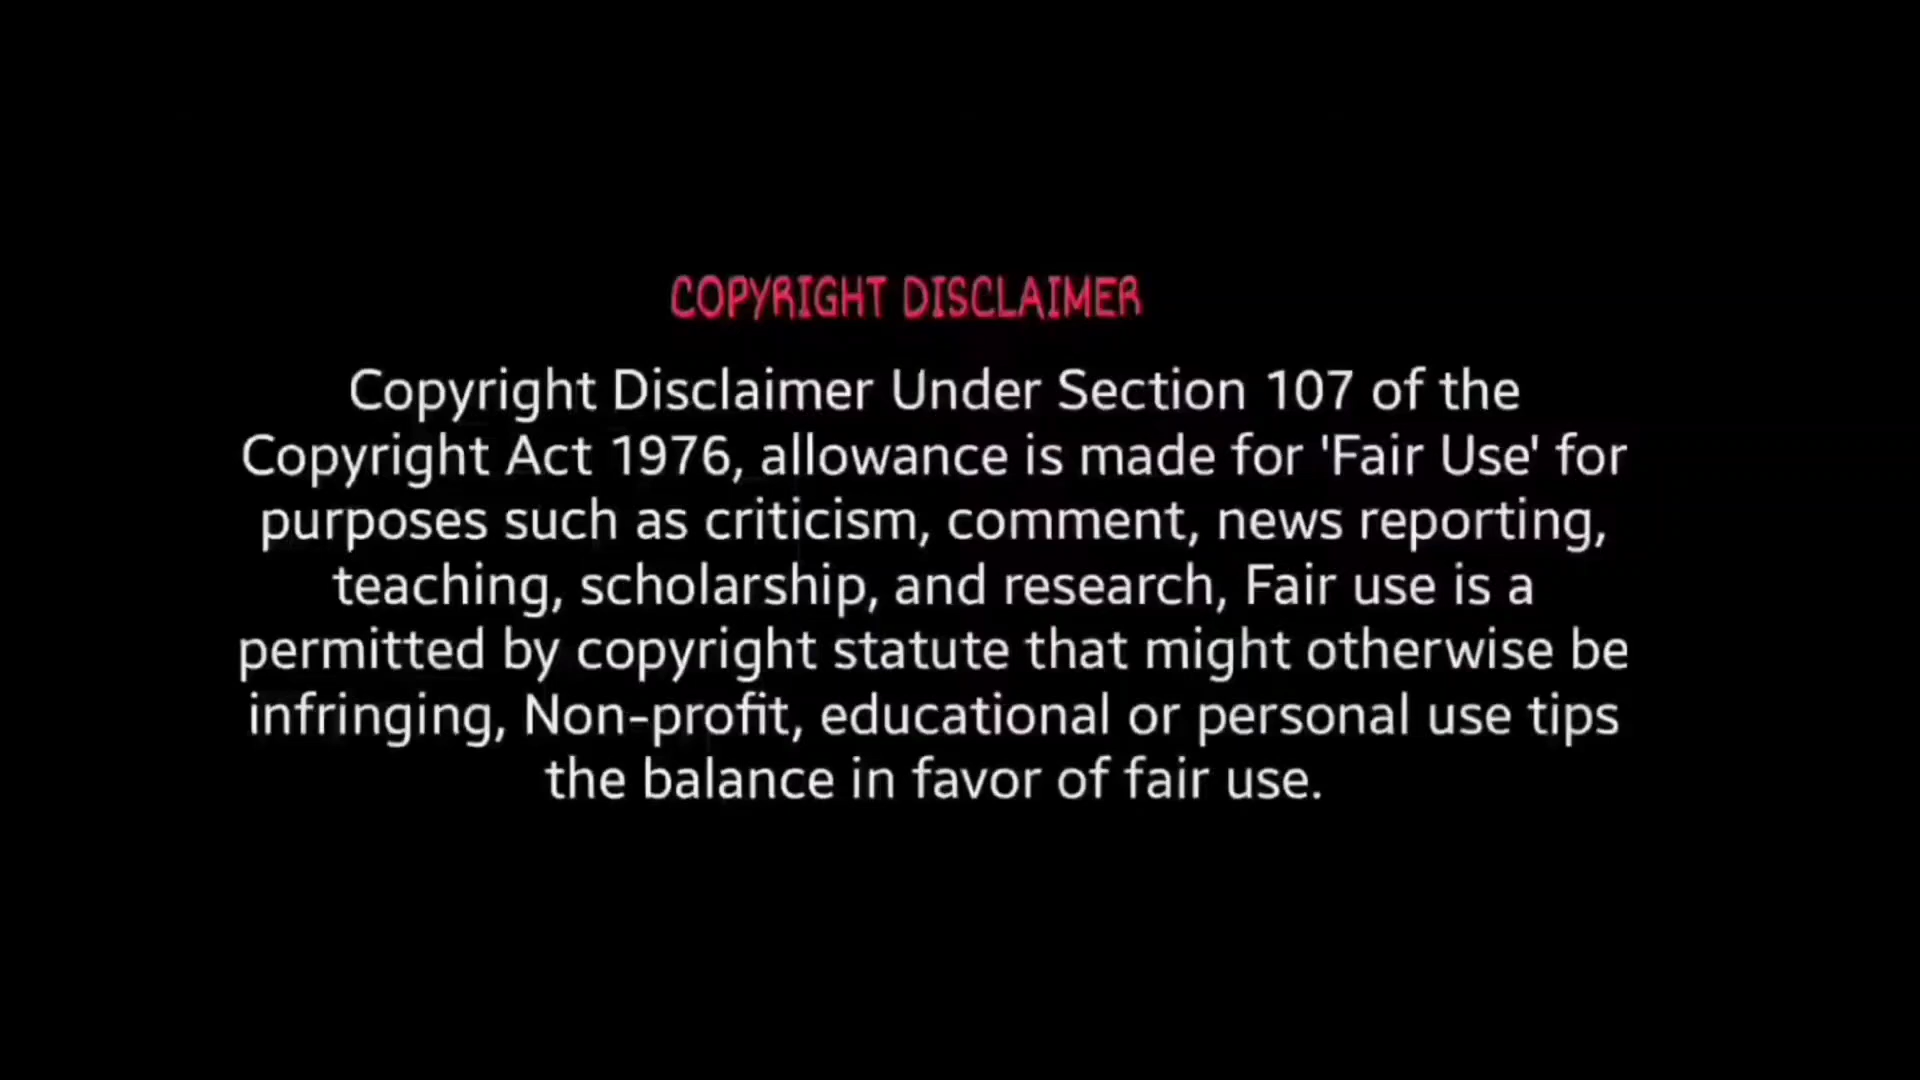 COPYRIGHT DISCLAIMER
Copyright Disclaimer Under Section 107 of the
Copyright Act 1976, allowance is made for 'Fair Use' for
purposes such as criticism, comment, news reporting,
teaching, scholarship, and research, Fair use is a
permitted by copyright statute that might otherwise be
infringing, Non-profit, educational or personal use tips
the balance in favor of fair use.